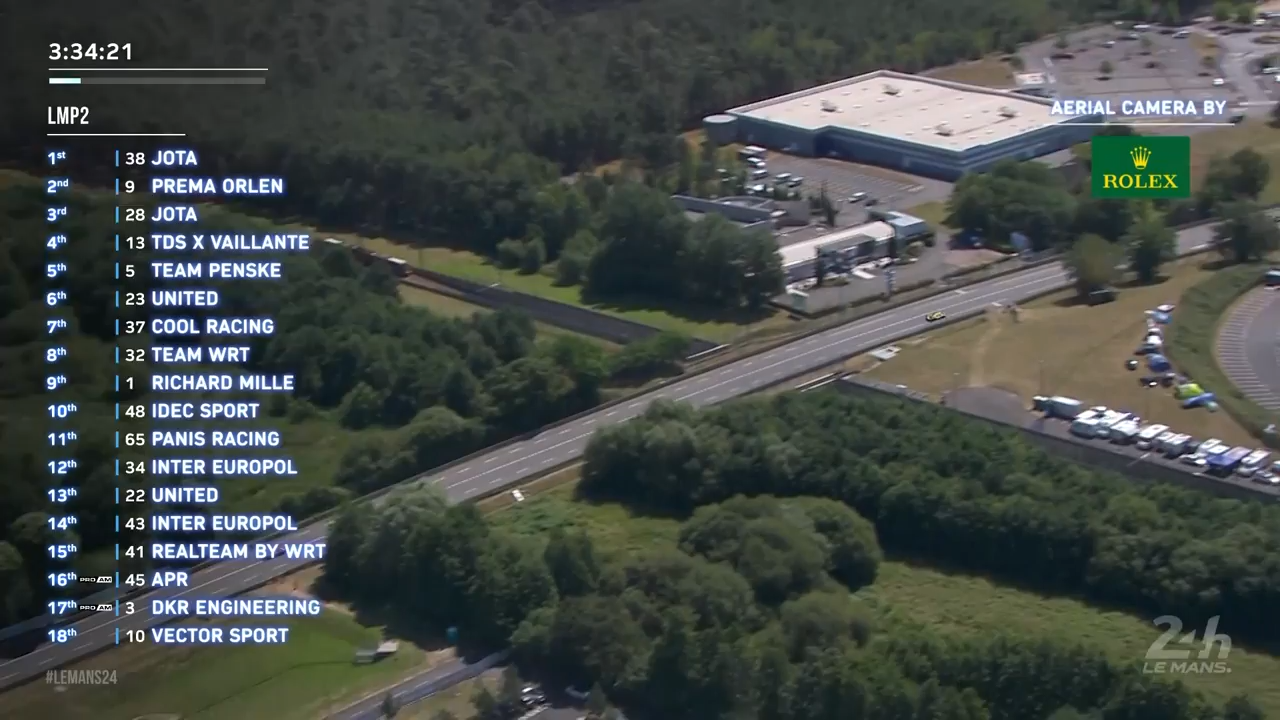 3:34:21
LMP2
1st 38 JOTA
2nd 9 PREMA ORLEN
3rd 28 JOTA
4th 13 TDS X VAILLANTE
5th 5 TEAM PENSKE
6th 23 UNITED
7th 37 COOL RACING
8th 32 TEAM WRT
9th 1 RICHARD MILLE
10th 48 IDEC SPORT
11th 65 PANIS RACING
12th 34 INTER EUROPOL
13th 22 UNITED
14th 43 INTER EUROPOL
15th 41 REALTEAM BY WRT
16th PRO AM 45 APR
17th PRO AM 3 DKR ENGINEERING
18th 10 VECTOR SPORT
#LEMANS24
AERIAL CAMERA BY
ROLEX
24h
LE MANS.